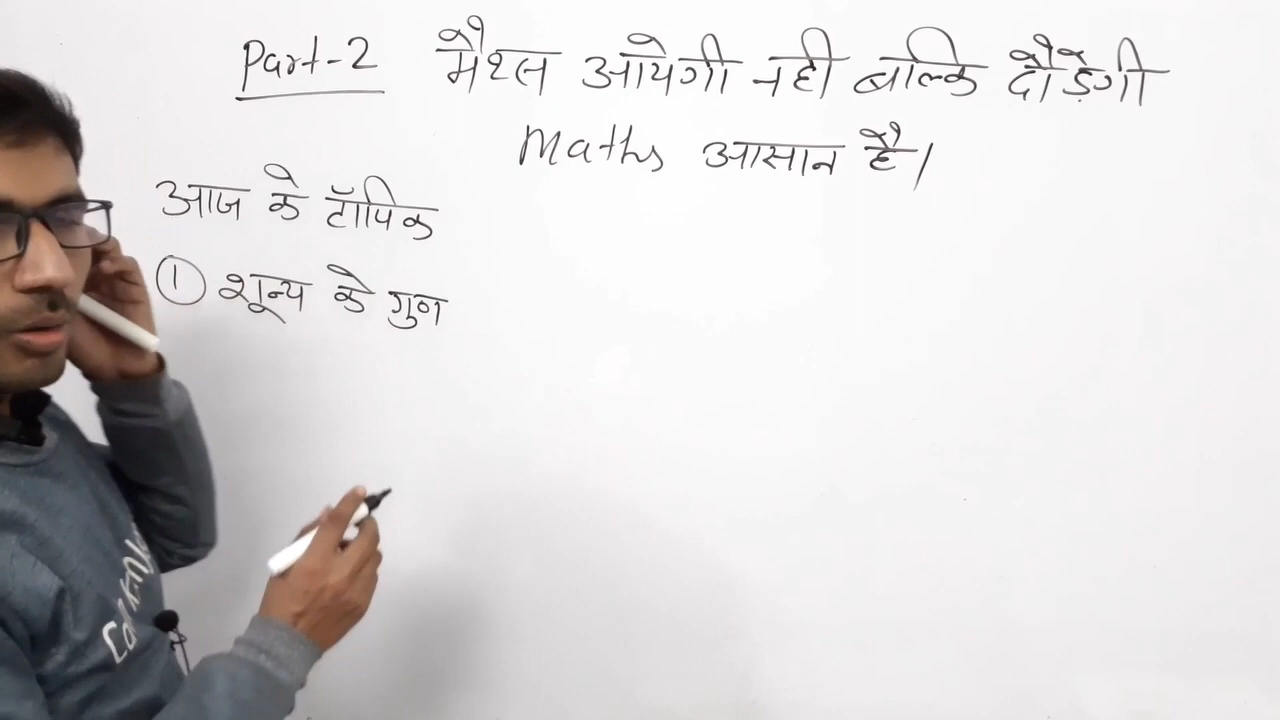 Part-2 मैथ्स आयेगी नही बल्कि दौड़ेगी
Maths आसान है।
आज के टॉपिक
① शून्य के गुण